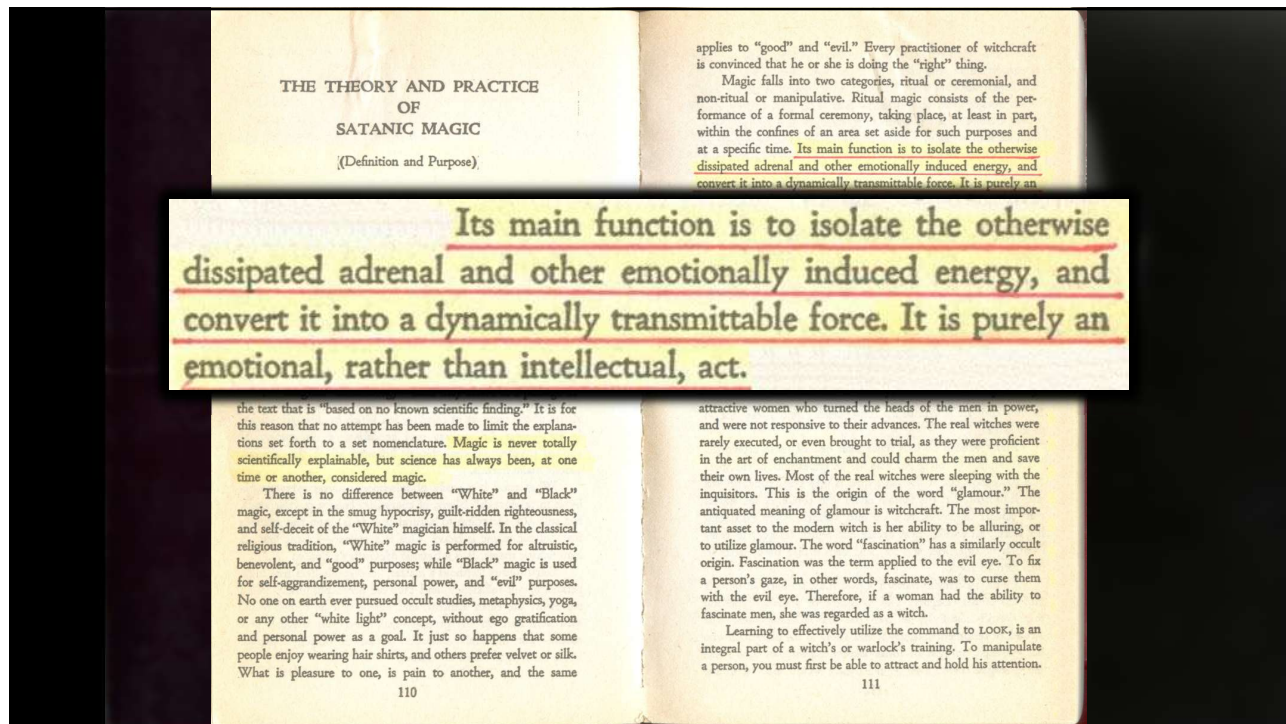 THE THEORY AND PRACTICE
OF
SATANIC MAGIC
(Definition and Purpose)
the text that is “based on no known scientific finding.” It is for
this reason that no attempt has been made to limit the explana-
tions set forth to a set nomenclature. Magic is never totally
scientifically explainable, but science has always been, at one
time or another, considered magic.
There is no difference between “White” and “Black”
magic, except in the smug hypocrisy, guilt-ridden righteousness,
and self-deceit of the “White” magician himself. In the classical
religious tradition, “White” magic is performed for altruistic,
benevolent, and “good” purposes; while “Black” magic is used
for self-aggrandizement, personal power, and “evil” purposes.
No one on earth ever pursued occult studies, metaphysics, yoga,
or any other “white light” concept, without ego gratification
and personal power as a goal. It just so happens that some
people enjoy wearing hair shirts, and others prefer velvet or silk.
What is pleasure to one, is pain to another, and the same
110
applies to “good” and “evil.” Every practitioner of witchcraft
is convinced that he or she is doing the “right” thing.
Magic falls into two categories, ritual or ceremonial, and
non-ritual or manipulative. Ritual magic consists of the per-
formance of a formal ceremony, taking place, at least in part,
within the confines of an area set aside for such purposes and
at a specific time. Its main function is to isolate the otherwise
dissipated adrenal and other emotionally induced energy, and
convert it into a dynamically transmittable force. It is purely an
Its main function is to isolate the otherwise
dissipated adrenal and other emotionally induced energy, and
convert it into a dynamically transmittable force. It is purely an
emotional, rather than intellectual, act.
attractive women who turned the heads of the men in power,
and were not responsive to their advances. The real witches were
rarely executed, or even brought to trial, as they were proficient
in the art of enchantment and could charm the men and save
their own lives. Most of the real witches were sleeping with the
inquisitors. This is the origin of the word “glamour.” The
antiquated meaning of glamour is witchcraft. The most impor-
tant asset to the modern witch is her ability to be alluring, or
to utilize glamour. The word “fascination” has a similarly occult
origin. Fascination was the term applied to the evil eye. To fix
a person’s gaze, in other words, fascinate, was to curse them
with the evil eye. Therefore, if a woman had the ability to
fascinate men, she was regarded as a witch.
Learning to effectively utilize the command to LOOK, is an
integral part of a witch’s or warlock’s training. To manipulate
a person, you must first be able to attract and hold his attention.
111